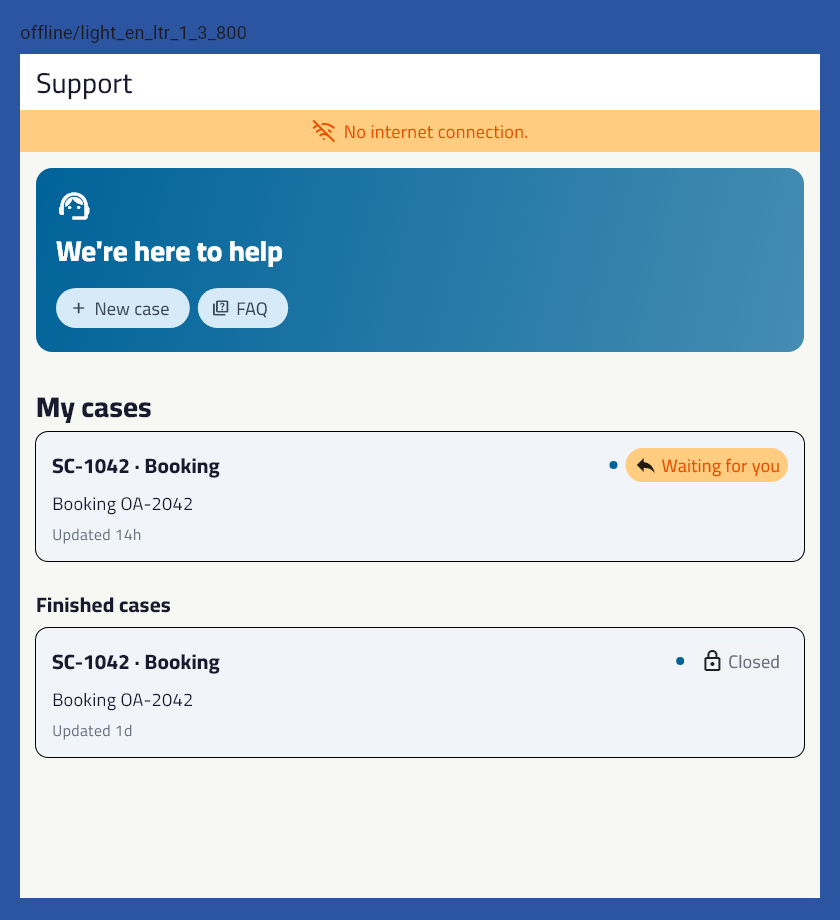 offline/light_en_ltr_1_3_800
Support
No internet connection.
We're here to help
+ New case
FAQ
My cases
SC-1042 · Booking
Waiting for you
Booking OA-2042
Updated 14h
Finished cases
SC-1042 · Booking
Closed
Booking OA-2042
Updated 1d